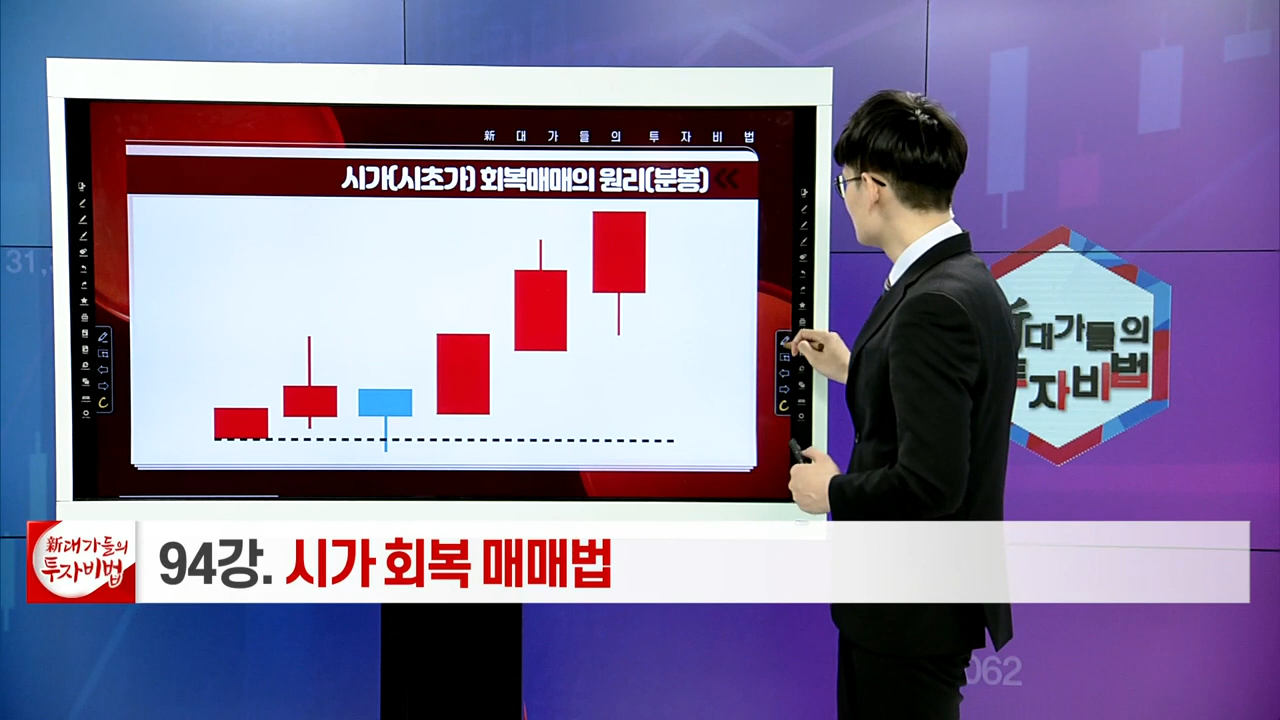 新 대 가 들 의 투 자 비 법
시가(시초가) 회복매매의 원리(분봉)
31,
新대가들의
투자비법
新대가들의
투자비법
94강. 시가 회복 매매법
062